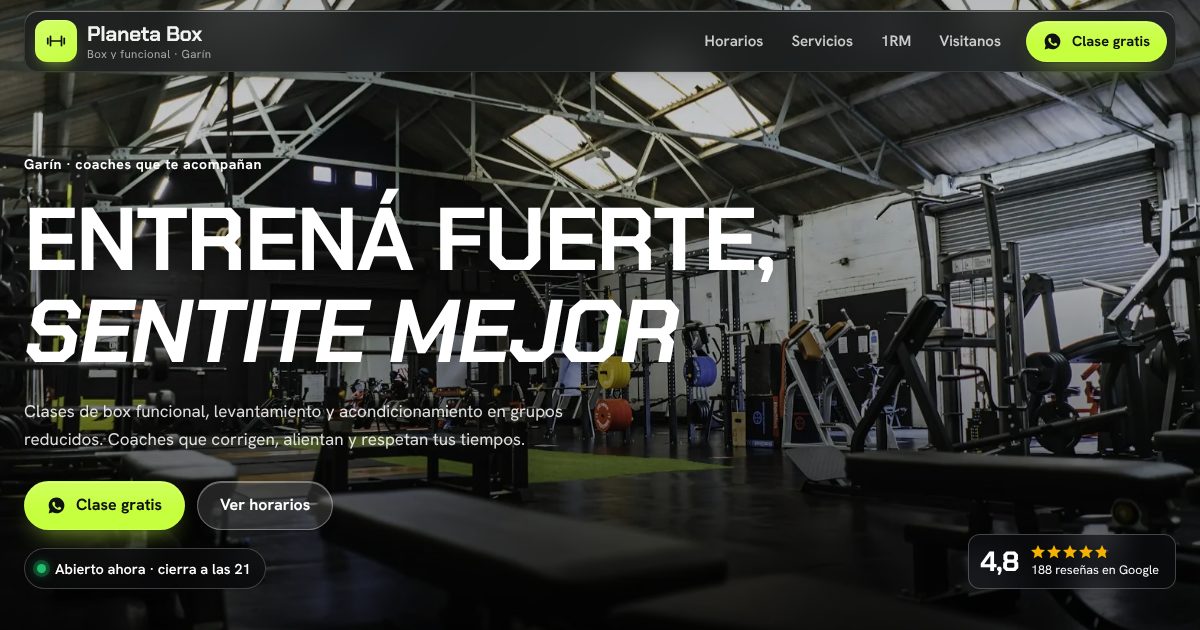 Planeta Box
Box y funcional · Garín
Horarios
Servicios
1RM
Visitanos
Clase gratis
Garín · coaches que te acompañan
ENTRENÁ FUERTE,
SENTITE MEJOR
Clases de box funcional, levantamiento y acondicionamiento en grupos
reducidos. Coaches que corrigen, alientan y respetan tus tiempos.
Clase gratis
Ver horarios
Abierto ahora · cierra a las 21
4,8
188 reseñas en Google